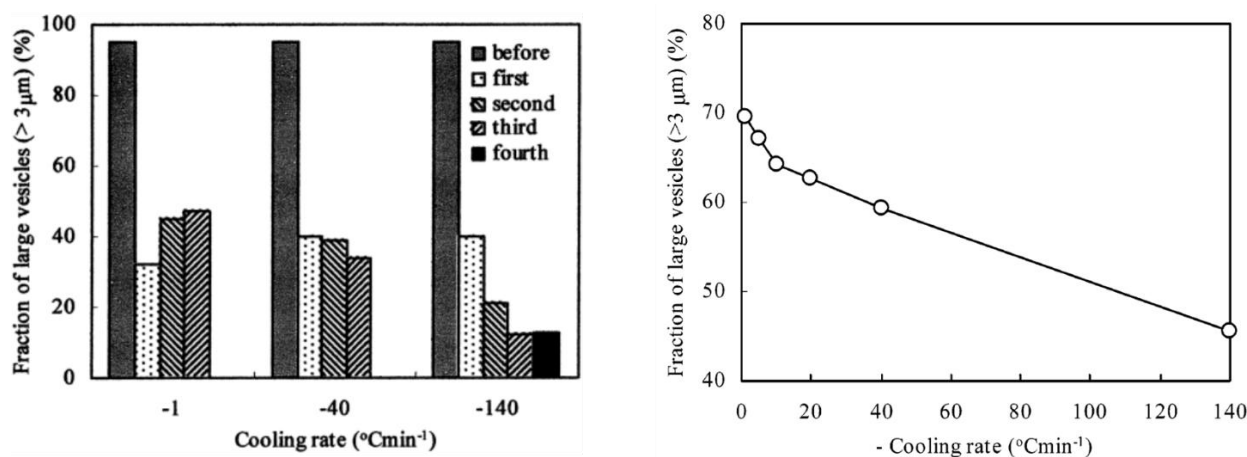 Fraction of large vesicles (> 3 μm) (%)
100
80
60
40
20
0
before
first
second
third
fourth
-1
-40
-140
Cooling rate (°Cmin-1)
Fraction of large vesicles (>3 μm) (%)
80
70
60
50
40
0
20
40
60
80
100
120
140
- Cooling rate (°Cmin-1)